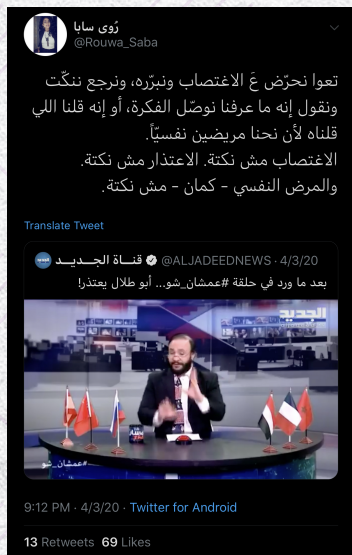 رُوى سابا
@Rouwa_Saba
تعوا نحرّض عَ الاغتصاب ونبرّره، ونرجع ننكّت
ونقول إنه ما عرفنا نوصّل الفكرة، أو إنه قلنا اللي
قلناه لأن نحنا مريضين نفسيّاً.
الاغتصاب مش نكتة. الاعتذار مش نكتة.
والمرض النفسي - كمان - مش نكتة.
Translate Tweet
قنــاة الجــديــد @ALJADEEDNEWS · 4/3/20
بعد ما ورد في حلقة #عمشان_شو... أبو طلال يعتذر!
الجديد
#عمشان_شو
9:12 PM · 4/3/20 · Twitter for Android
13 Retweets 69 Likes